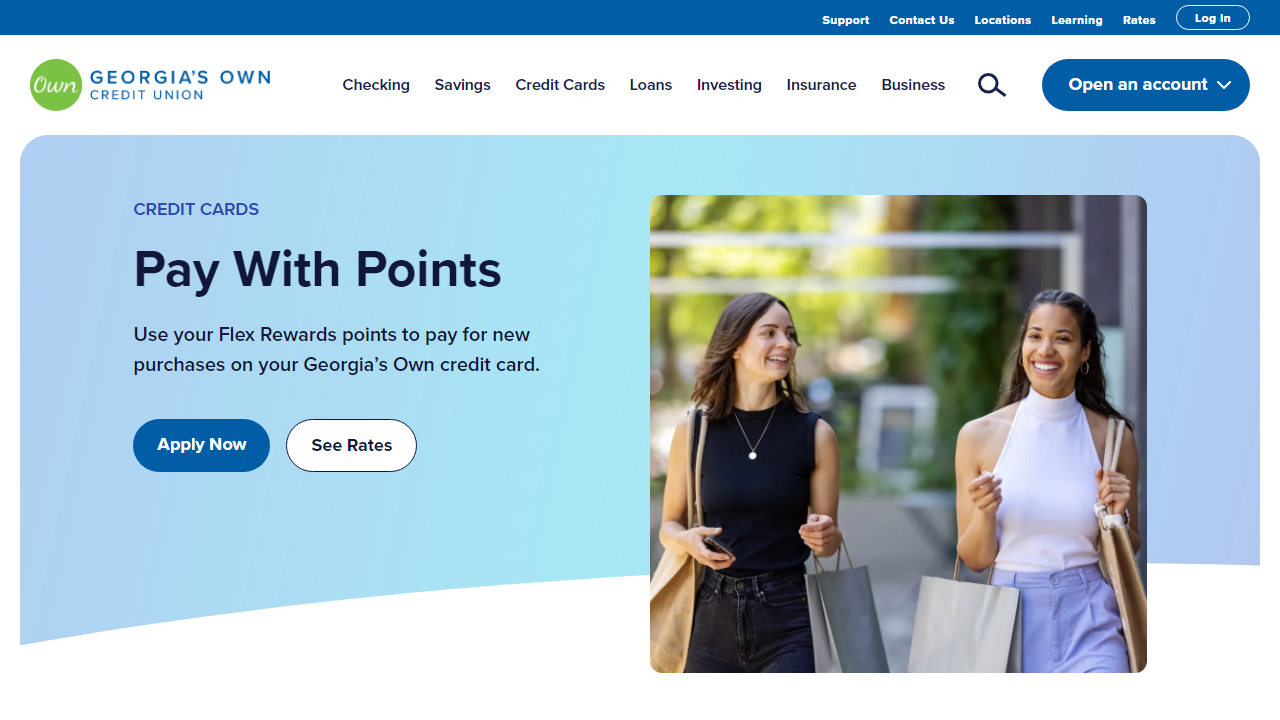 Support Contact Us Locations Learning Rates Log In
Own GEORGIA'S OWN
CREDIT UNION
Checking Savings Credit Cards Loans Investing Insurance Business Open an account
CREDIT CARDS
Pay With Points
Use your Flex Rewards points to pay for new
purchases on your Georgia’s Own credit card.
Apply Now See Rates